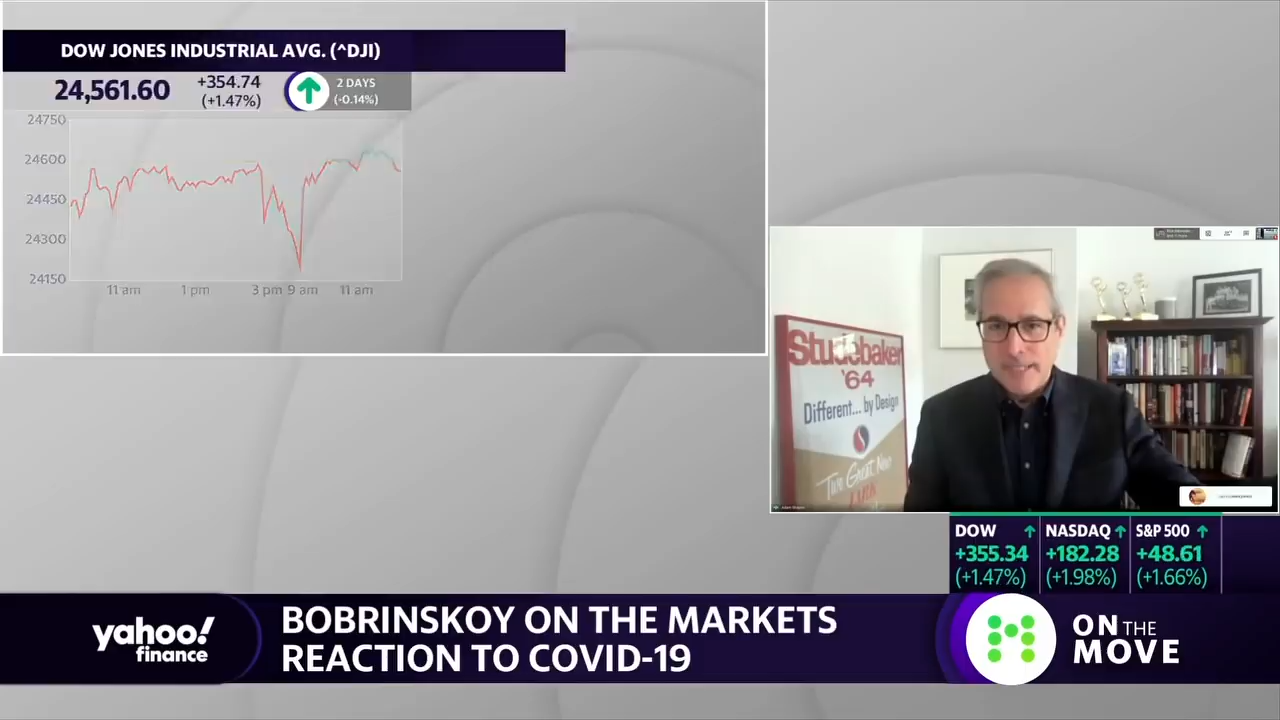 DOW JONES INDUSTRIAL AVG. (^DJI)
24,561.60
+354.74
(+1.47%)
2 DAYS
(-0.14%)
24750
24600
24450
24300
24150
11 am
1 pm
3 pm
9 am
11 am
Studebaker
'64
Different... by Design
Two Great New
DOW
+355.34
(+1.47%)
NASDAQ
+182.28
(+1.98%)
S&P 500
+48.61
(+1.66%)
yahoo!
finance
BOBRINSKOY ON THE MARKETS
REACTION TO COVID-19
ON THE
MOVE